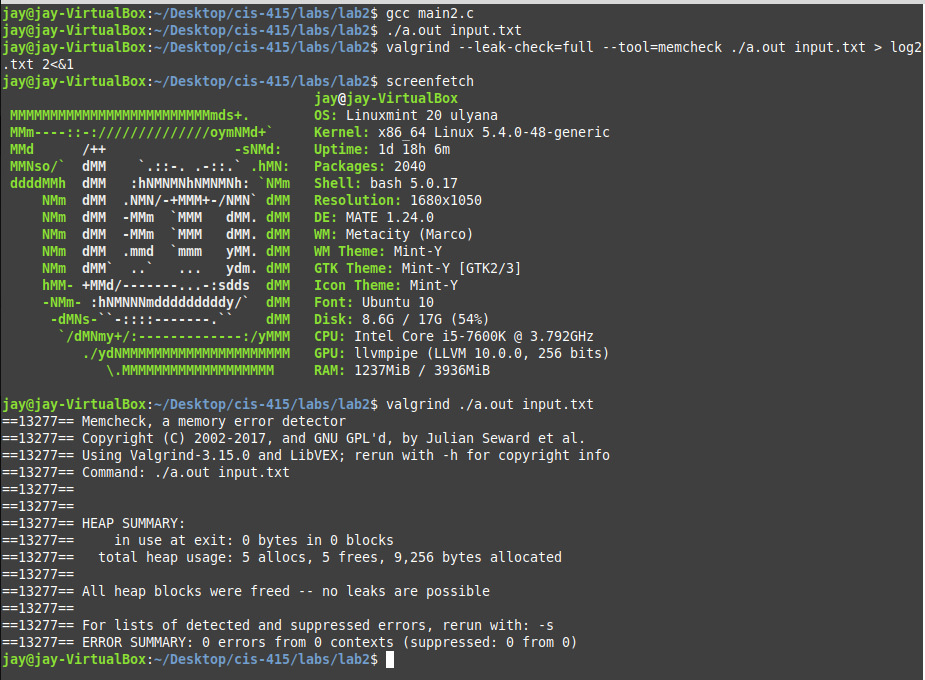 jay@jay-VirtualBox:~/Desktop/cis-415/labs/lab2$ gcc main2.c
jay@jay-VirtualBox:~/Desktop/cis-415/labs/lab2$ ./a.out input.txt
jay@jay-VirtualBox:~/Desktop/cis-415/labs/lab2$ valgrind --leak-check=full --tool=memcheck ./a.out input.txt > log2
.txt 2<&1
jay@jay-VirtualBox:~/Desktop/cis-415/labs/lab2$ screenfetch
                                       jay@jay-VirtualBox
 MMMMMMMMMMMMMMMMMMMMMMMMMmds+.        OS: Linuxmint 20 ulyana
 MMm----::-://////////////oymNMd+`     Kernel: x86_64 Linux 5.4.0-48-generic
 MMd      /++                -sNMd:    Uptime: 1d 18h 6m
 MMNso/`  dMM    `.::-. .-::.` .hMN:   Packages: 2040
 ddddMMh  dMM   :hNMNMNhNMNMNh: `NMm   Shell: bash 5.0.17
     NMm  dMM  .NMN/-+MMM+-/NMN` dMM   Resolution: 1680x1050
     NMm  dMM  -MMm  `MMM   dMM. dMM   DE: MATE 1.24.0
     NMm  dMM  -MMm  `MMM   dMM. dMM   WM: Metacity (Marco)
     NMm  dMM  .mmd  `mmm   yMM. dMM   WM Theme: Mint-Y
     NMm  dMM`  ..`   ...   ydm. dMM   GTK Theme: Mint-Y [GTK2/3]
     hMM- +MMd/-------...-:sdds  dMM   Icon Theme: Mint-Y
     -NMm- :hNMNNNmdddddddddy/`  dMM   Font: Ubuntu 10
      -dMNs-``-::::-------.``    dMM   Disk: 8.6G / 17G (54%)
       `/dMNmy+/:-------------:/yMMM   CPU: Intel Core i5-7600K @ 3.792GHz
          ./ydNMMMMMMMMMMMMMMMMMMMMM   GPU: llvmpipe (LLVM 10.0.0, 256 bits)
             \.MMMMMMMMMMMMMMMMMMM     RAM: 1237MiB / 3936MiB
jay@jay-VirtualBox:~/Desktop/cis-415/labs/lab2$ valgrind ./a.out input.txt
==13277== Memcheck, a memory error detector
==13277== Copyright (C) 2002-2017, and GNU GPL'd, by Julian Seward et al.
==13277== Using Valgrind-3.15.0 and LibVEX; rerun with -h for copyright info
==13277== Command: ./a.out input.txt
==13277==
==13277==
==13277== HEAP SUMMARY:
==13277==     in use at exit: 0 bytes in 0 blocks
==13277==   total heap usage: 5 allocs, 5 frees, 9,256 bytes allocated
==13277==
==13277== All heap blocks were freed -- no leaks are possible
==13277==
==13277== For lists of detected and suppressed errors, rerun with: -s
==13277== ERROR SUMMARY: 0 errors from 0 contexts (suppressed: 0 from 0)
jay@jay-VirtualBox:~/Desktop/cis-415/labs/lab2$